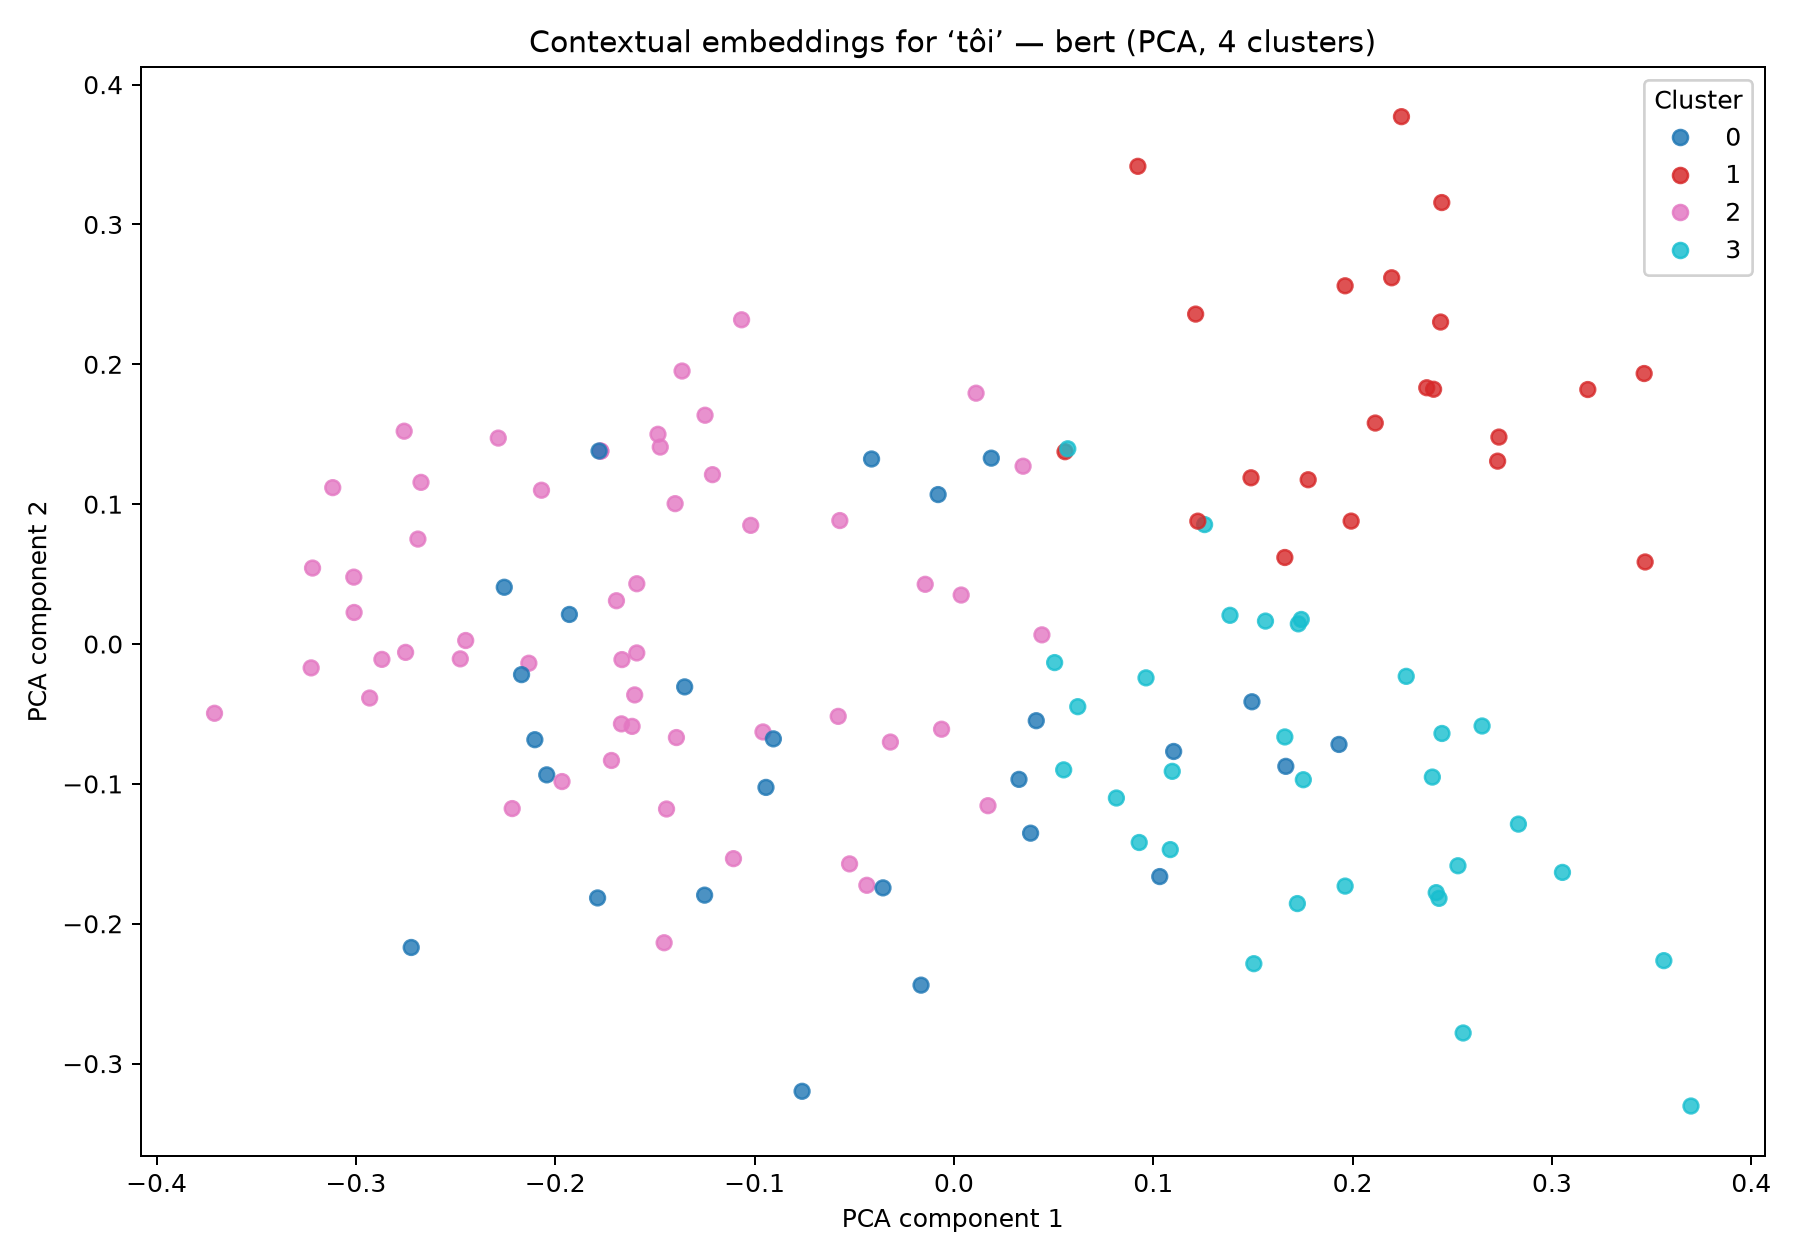 Contextual embeddings for ‘tôi’ — bert (PCA, 4 clusters)
Cluster
0
1
2
3
PCA component 2
0.4
0.3
0.2
0.1
0.0
−0.1
−0.2
−0.3
−0.4 −0.3 −0.2 −0.1 0.0 0.1 0.2 0.3 0.4
PCA component 1